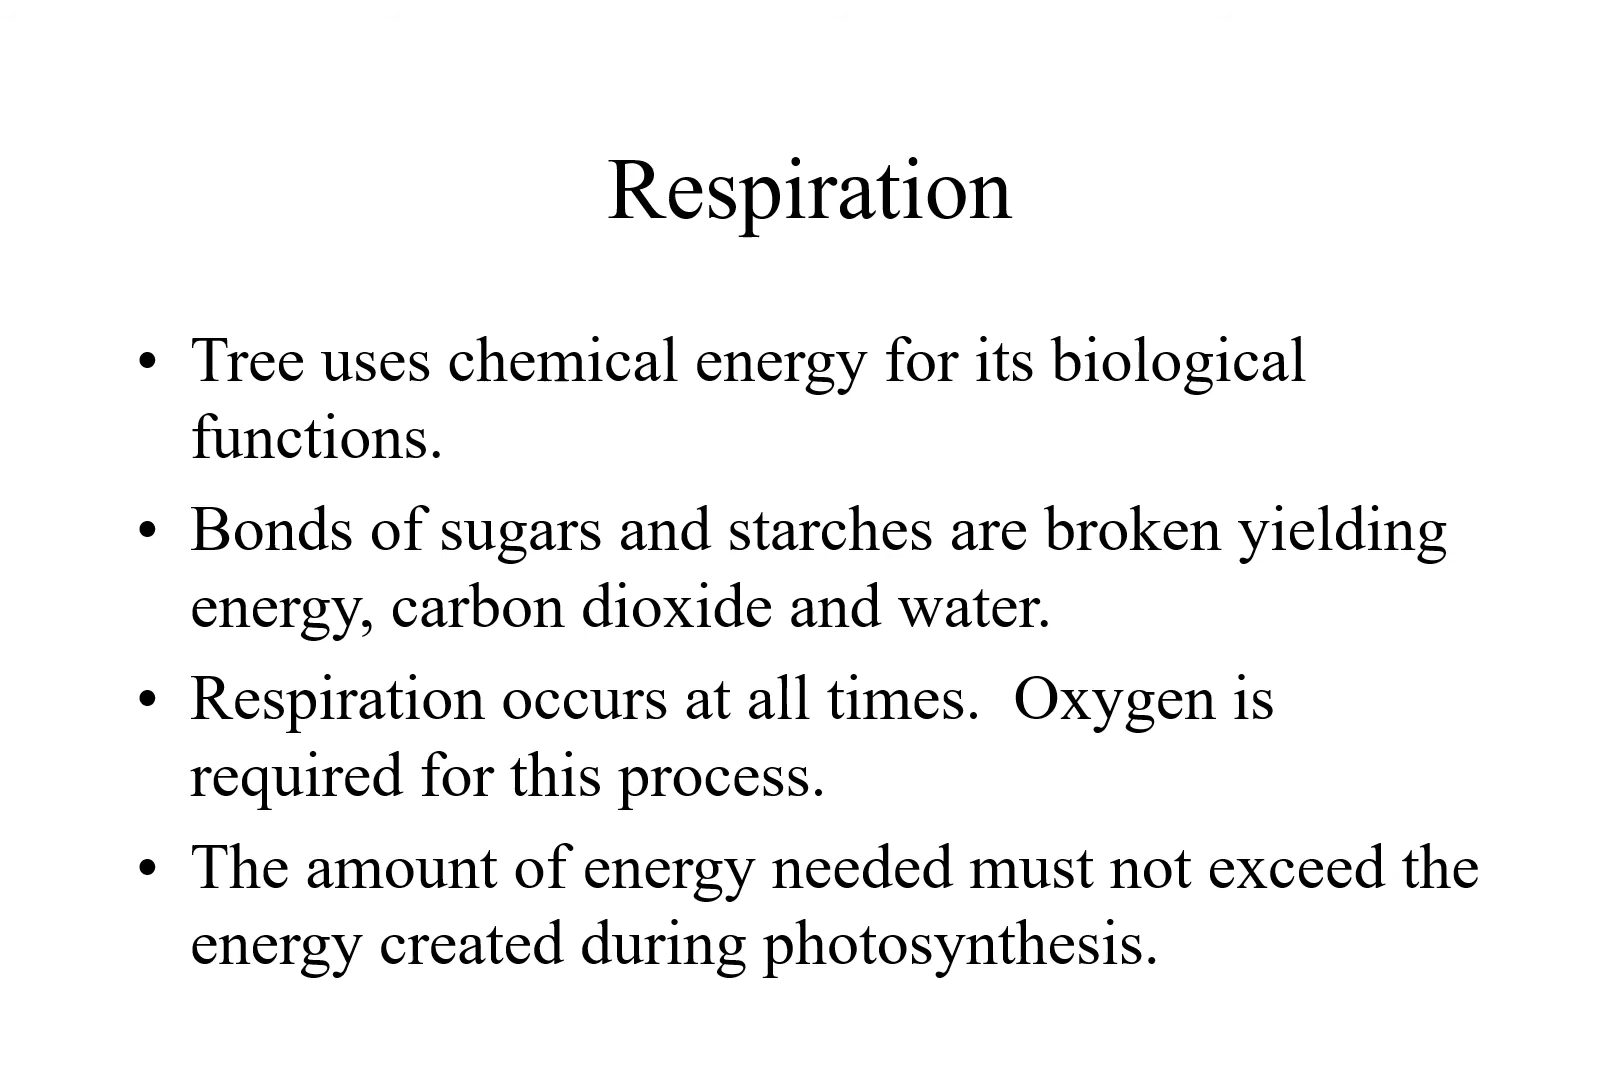 Respiration
• Tree uses chemical energy for its biological
functions.
• Bonds of sugars and starches are broken yielding
energy, carbon dioxide and water.
• Respiration occurs at all times.  Oxygen is
required for this process.
• The amount of energy needed must not exceed the
energy created during photosynthesis.